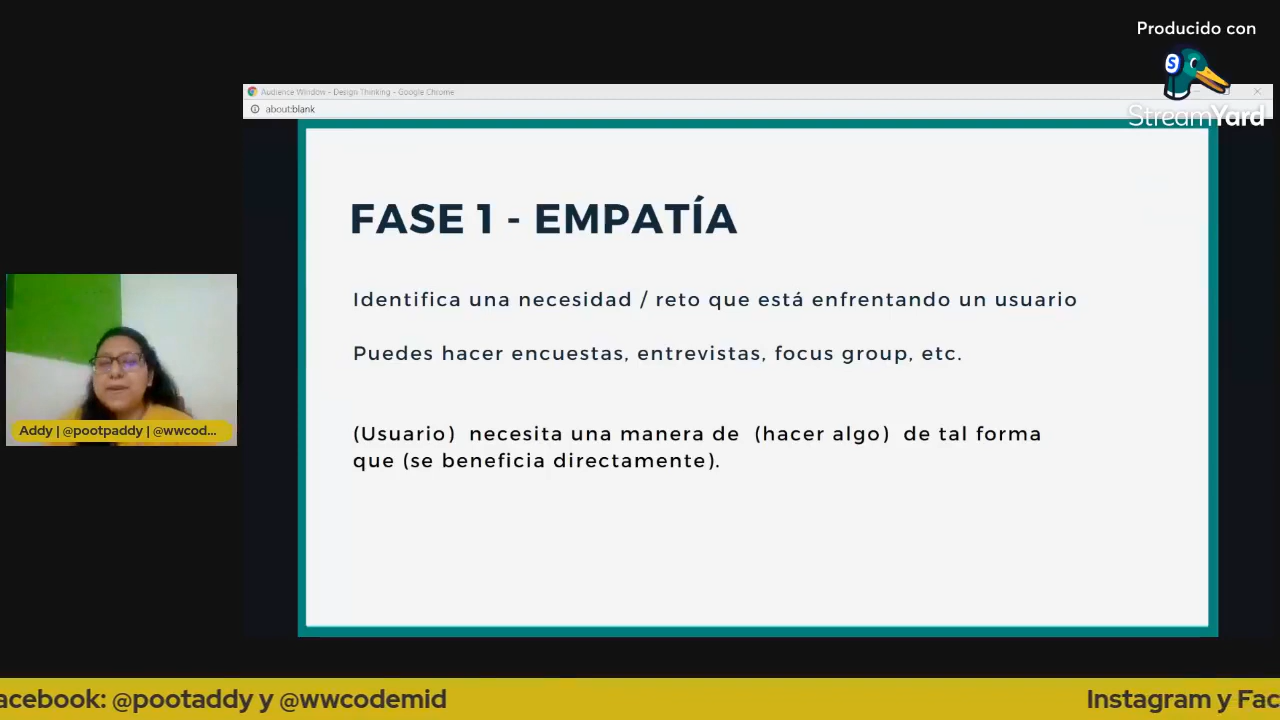 Producido con
S
StreamYard
Audience Window - Design Thinking - Google Chrome
about:blank
FASE 1 - EMPATÍA
Identifica una necesidad / reto que está enfrentando un usuario
Puedes hacer encuestas, entrevistas, focus group, etc.
(Usuario) necesita una manera de (hacer algo) de tal forma
que (se beneficia directamente).
Addy | @pootpaddy | @wwcod...
acebook: @pootaddy y @wwcodemid
Instagram y Fac